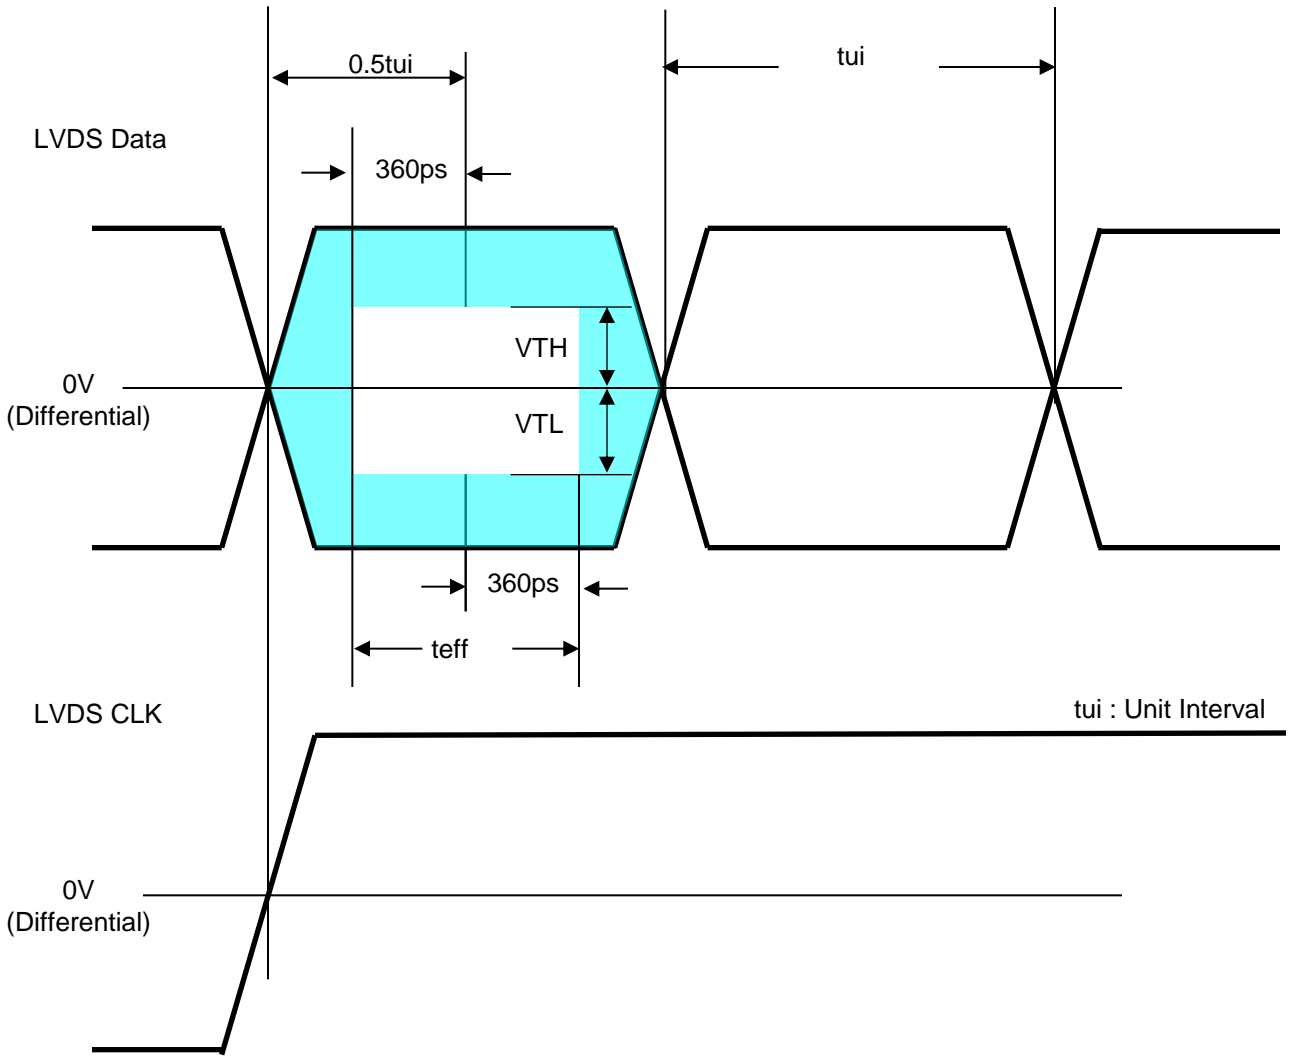 tui
0.5tui
LVDS Data
360ps
VTH
0V
(Differential)
VTL
360ps
teff
LVDS CLK
tui : Unit Interval
0V
(Differential)